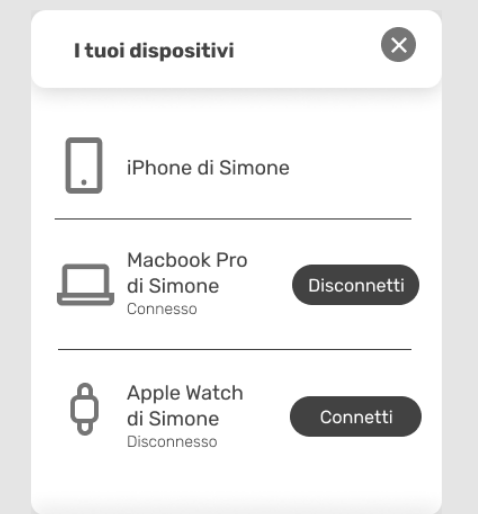 I tuoi dispositivi
iPhone di Simone
Macbook Pro
di Simone
Connesso
Disconnetti
Apple Watch
di Simone
Disconnesso
Connetti